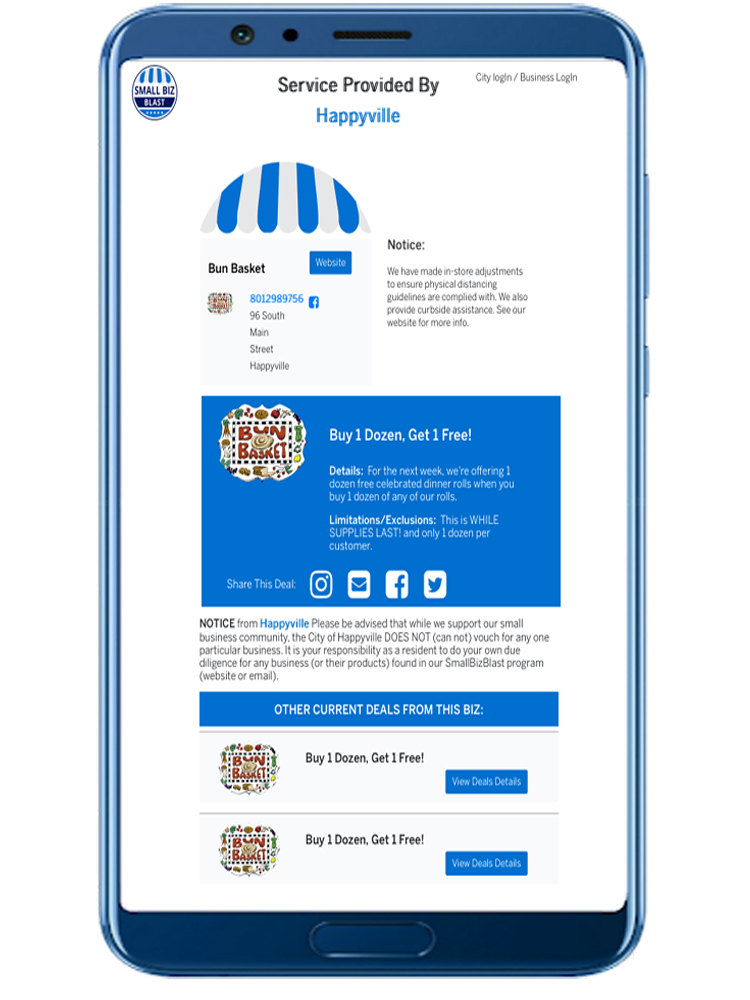 SMALL BIZ
BLAST
Service Provided By
Happyville
City logIn / Business LogIn
Bun Basket
Website
BUN
BASKET
8012989756
96 South
Main
Street
Happyville
Notice:
We have made in-store adjustments
to ensure physical distancing
guidelines are complied with. We also
provide curbside assistance. See our
website for more info.
BUN
BASKET
Buy 1 Dozen, Get 1 Free!
Details: For the next week, we're offering 1
dozen free celebrated dinner rolls when you
buy 1 dozen of any of our rolls.
Limitations/Exclusions: This is WHILE
SUPPLIES LAST! and only 1 dozen per
customer.
Share This Deal:
NOTICE from Happyville Please be advised that while we support our small
business community, the City of Happyville DOES NOT (can not) vouch for any one
particular business. It is your responsibility as a resident to do your own due
diligence for any business (or their products) found in our SmallBizBlast program
(website or email).
OTHER CURRENT DEALS FROM THIS BIZ:
BUN
BASKET
Buy 1 Dozen, Get 1 Free!
View Deals Details
BUN
BASKET
Buy 1 Dozen, Get 1 Free!
View Deals Details